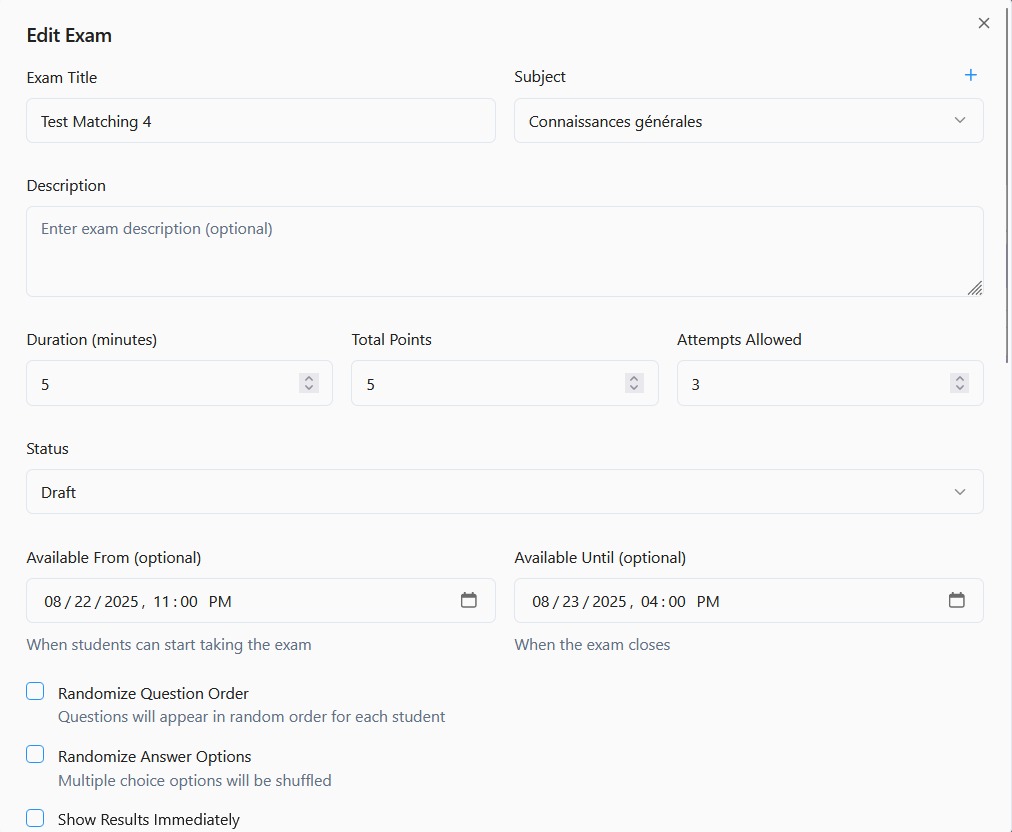 Edit Exam
Exam Title
Subject
Test Matching 4
Connaissances générales
Description
Enter exam description (optional)
Duration (minutes)
Total Points
Attempts Allowed
5
5
3
Status
Draft
Available From (optional)
Available Until (optional)
08/22/2025, 11:00 PM
08/23/2025, 04:00 PM
When students can start taking the exam
When the exam closes
Randomize Question Order
Questions will appear in random order for each student
Randomize Answer Options
Multiple choice options will be shuffled
Show Results Immediately